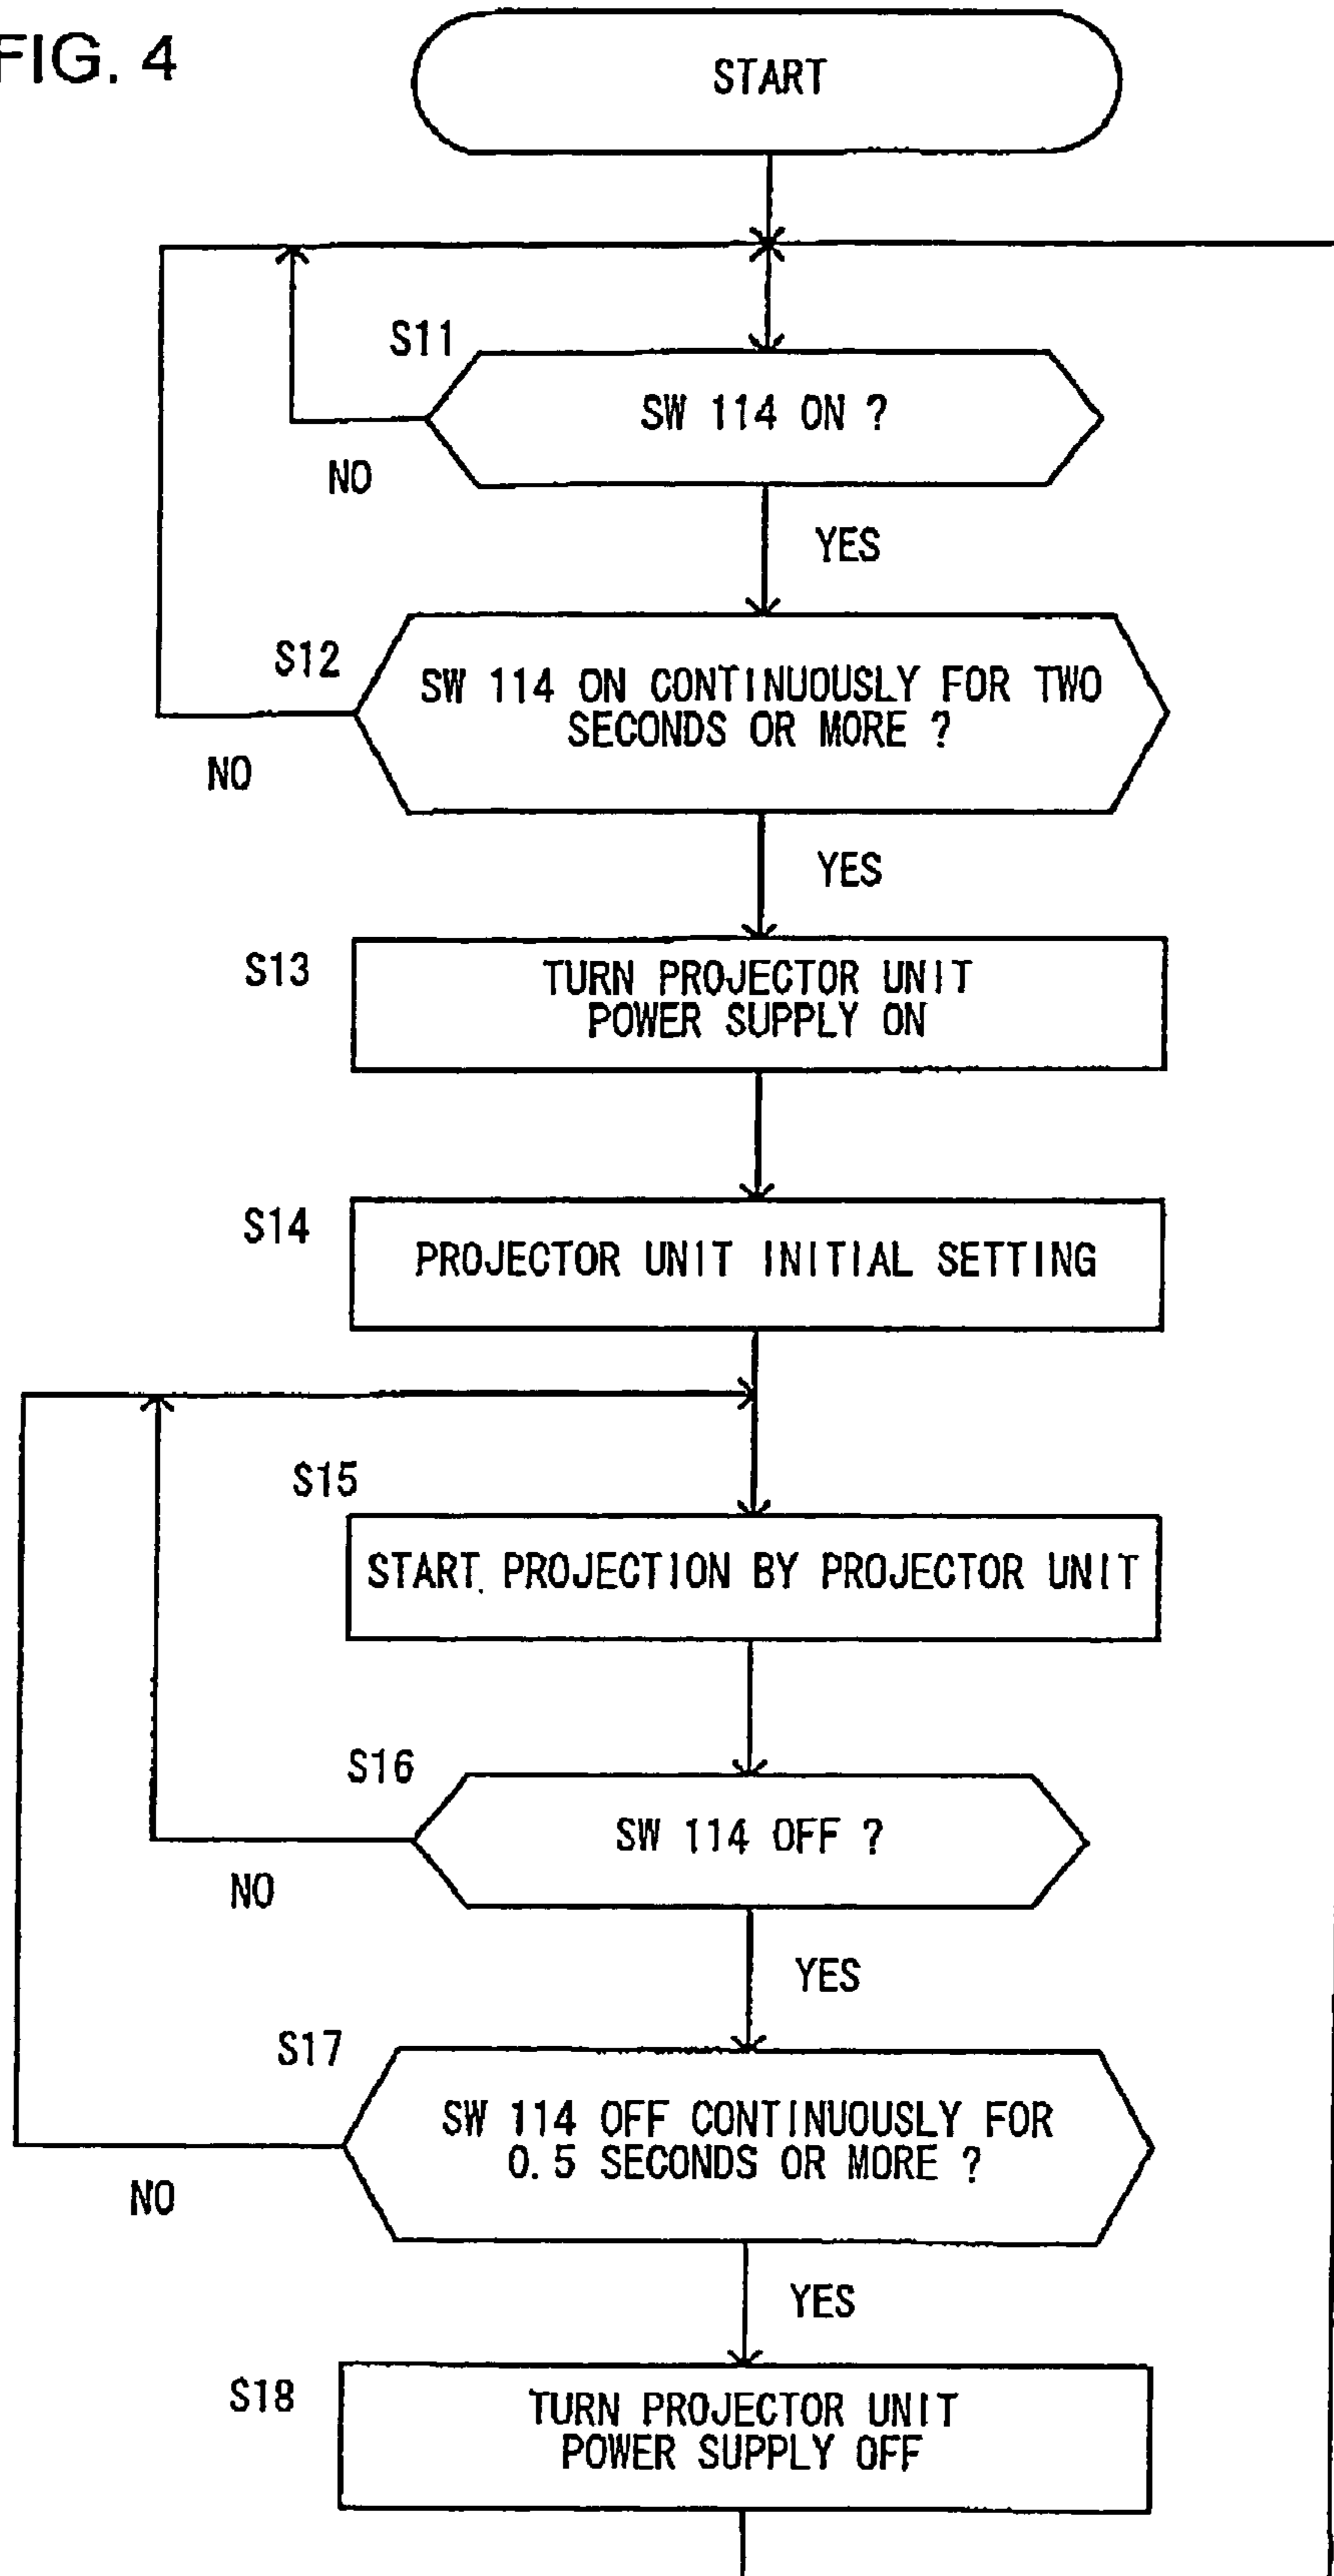 FIG. 4
START
S11
SW 114 ON ?
NO
YES
S12
SW 114 ON CONTINUOUSLY FOR TWO
SECONDS OR MORE ?
NO
YES
S13
TURN PROJECTOR UNIT
POWER SUPPLY ON
S14
PROJECTOR UNIT INITIAL SETTING
S15
START PROJECTION BY PROJECTOR UNIT
S16
SW 114 OFF ?
NO
YES
S17
SW 114 OFF CONTINUOUSLY FOR
0.5 SECONDS OR MORE ?
NO
YES
S18
TURN PROJECTOR UNIT
POWER SUPPLY OFF